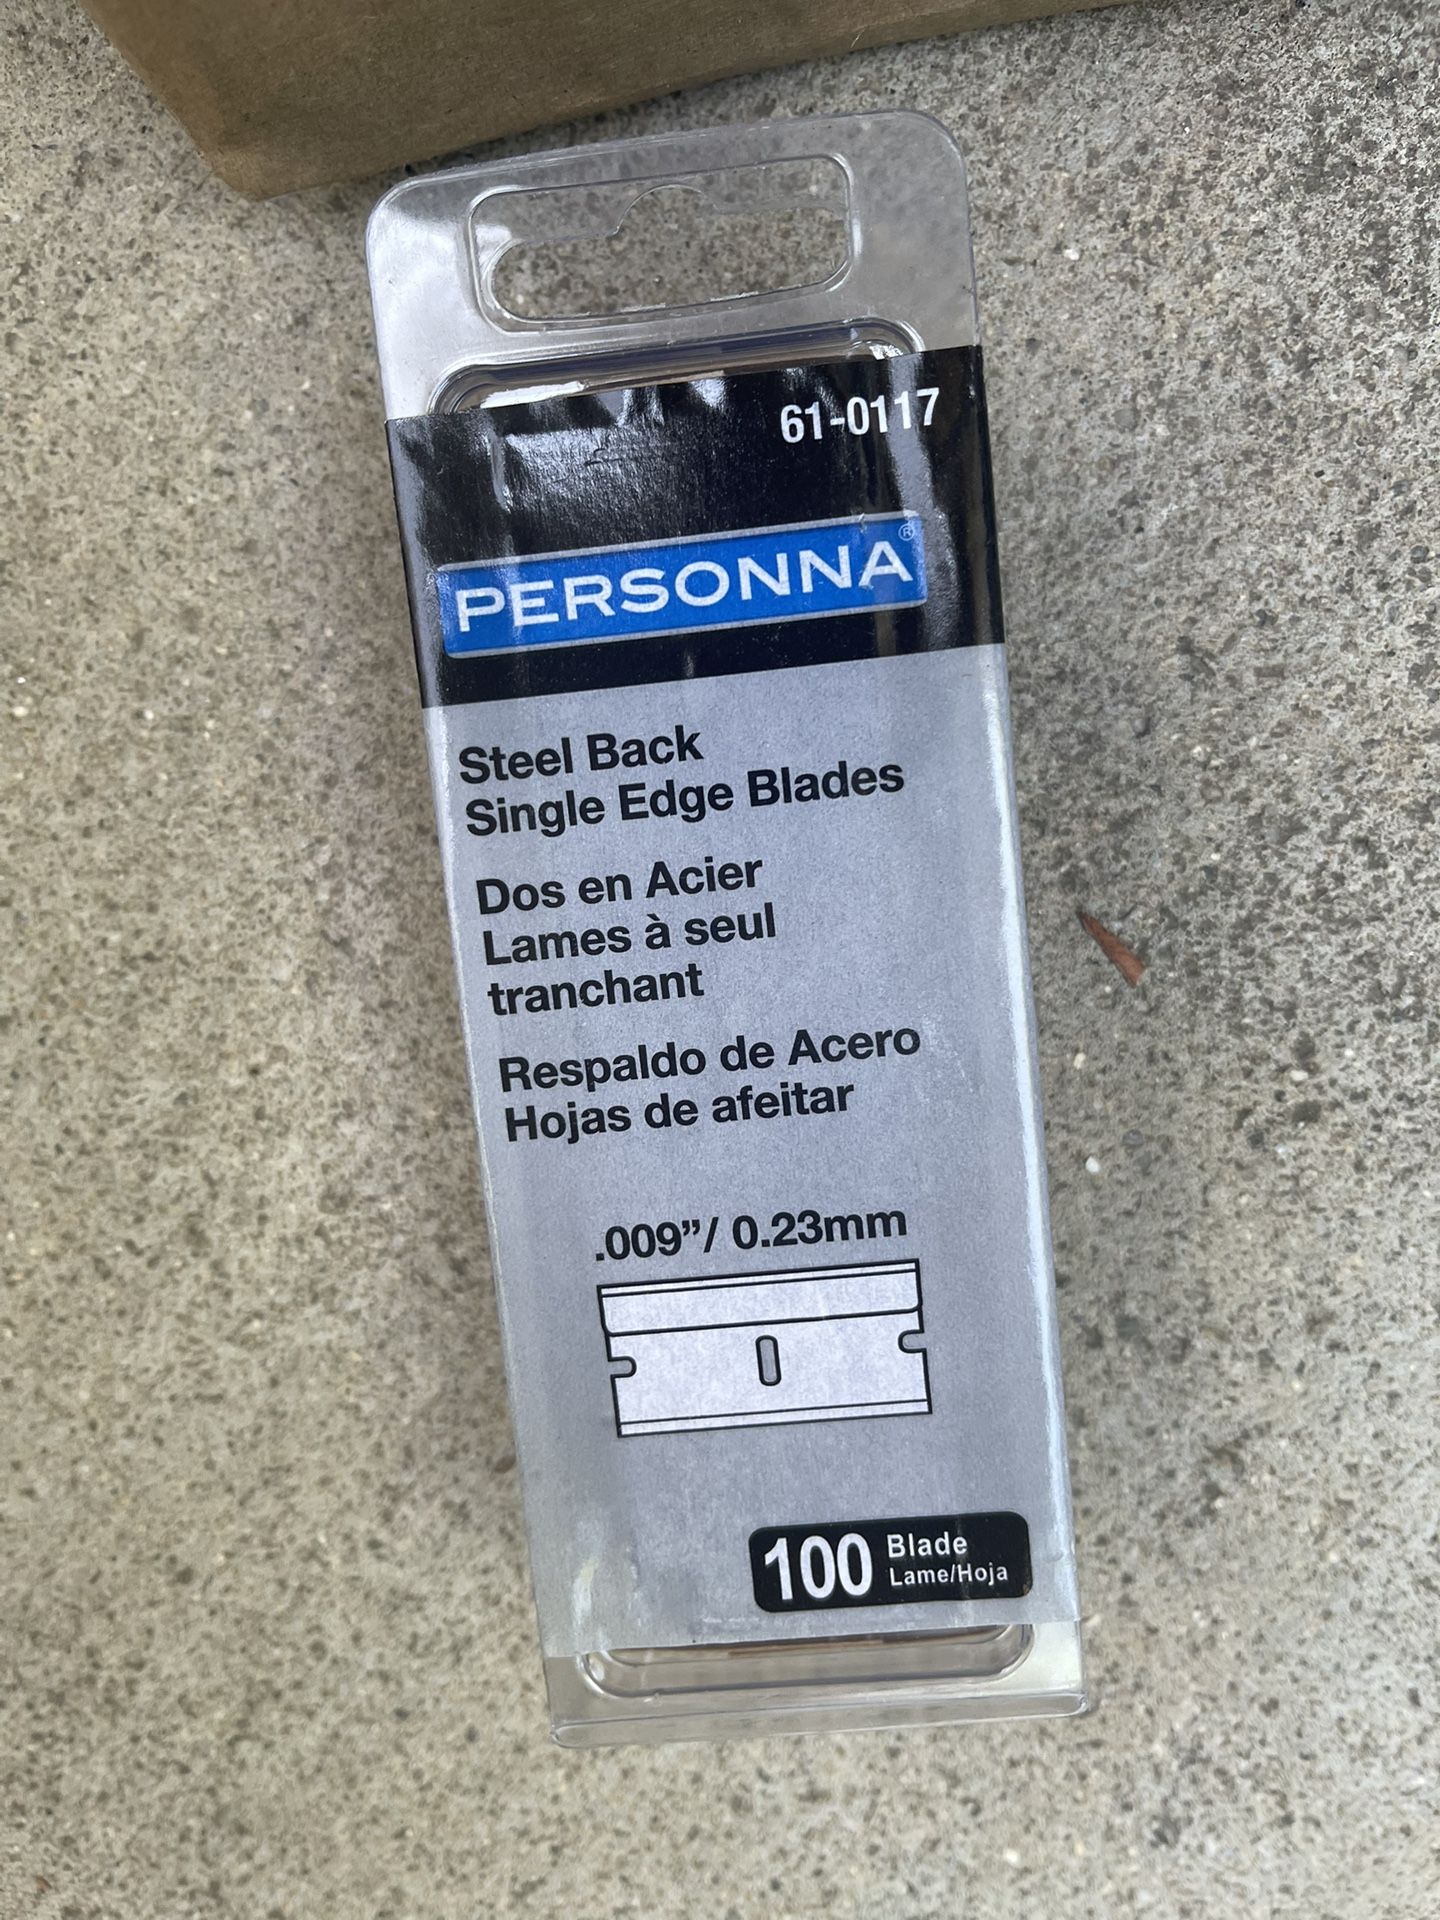 61-0117
PERSONNA®
Steel Back
Single Edge Blades
Dos en Acier
Lames à seul
tranchant
Respaldo de Acero
Hojas de afeitar
.009”/ 0.23mm
100 Blade
Lame/Hoja